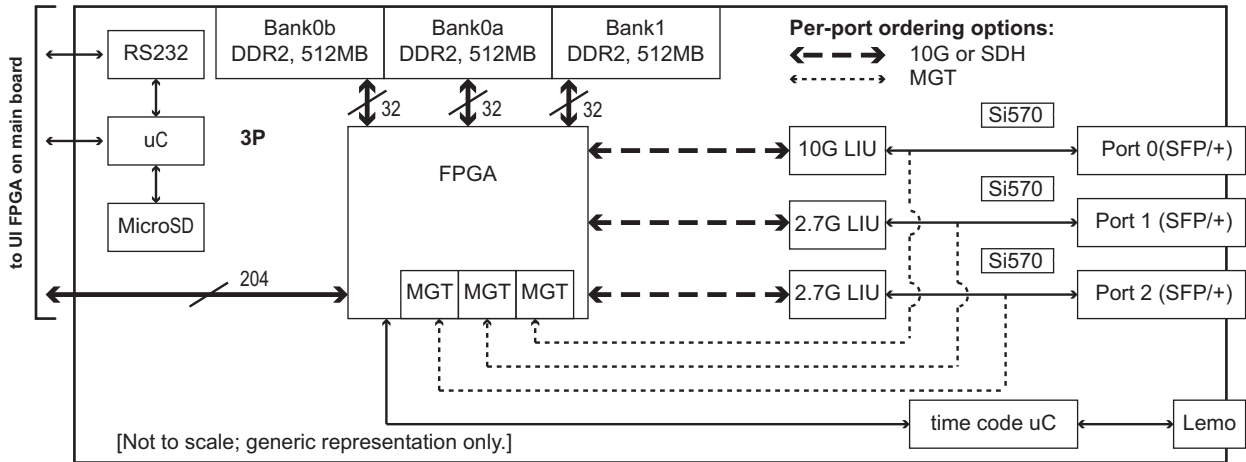 Bank0b
DDR2, 512MB
Bank0a
DDR2, 512MB
Bank1
DDR2, 512MB
Per-port ordering options:
10G or SDH
MGT
to UI FPGA on main board
RS232
uC
MicroSD
3P
32
32
32
FPGA
204
MGT
MGT
MGT
10G LIU
2.7G LIU
2.7G LIU
Si570
Port 0(SFP/+)
Si570
Port 1 (SFP/+)
Si570
Port 2 (SFP/+)
time code uC
Lemo
[Not to scale; generic representation only.]